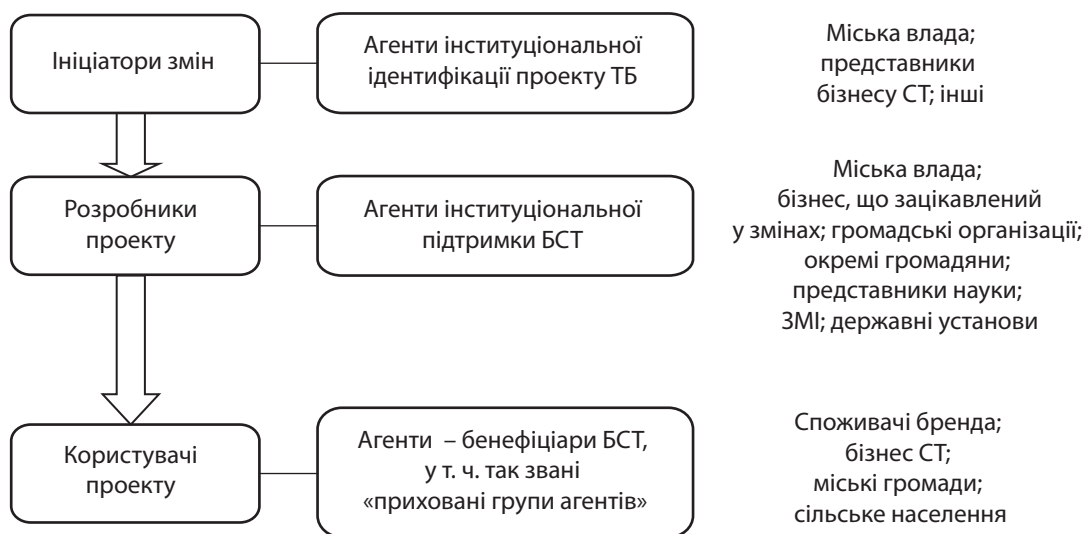 Ініціатори змін
Агенти інституціональної
ідентифікації проекту ТБ
Міська влада;
представники
бізнесу СТ; інші
Розробники
проекту
Агенти інституціональної
підтримки БСТ
Міська влада;
бізнес, що зацікавлений
у змінах; громадські організації;
окремі громадяни;
представники науки;
ЗМІ; державні установи
Користувачі
проекту
Агенти – бенефіціари БСТ,
у т. ч. так звані
«приховані групи агентів»
Споживачі бренда;
бізнес СТ;
міські громади;
сільське населення